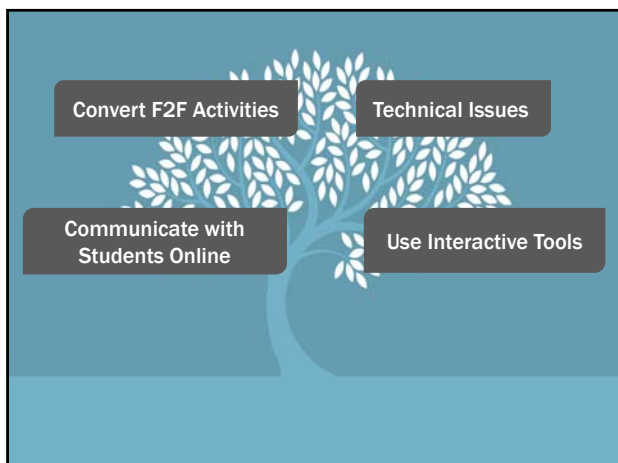 Convert F2F Activities
Technical Issues
Communicate with
Students Online
Use Interactive Tools